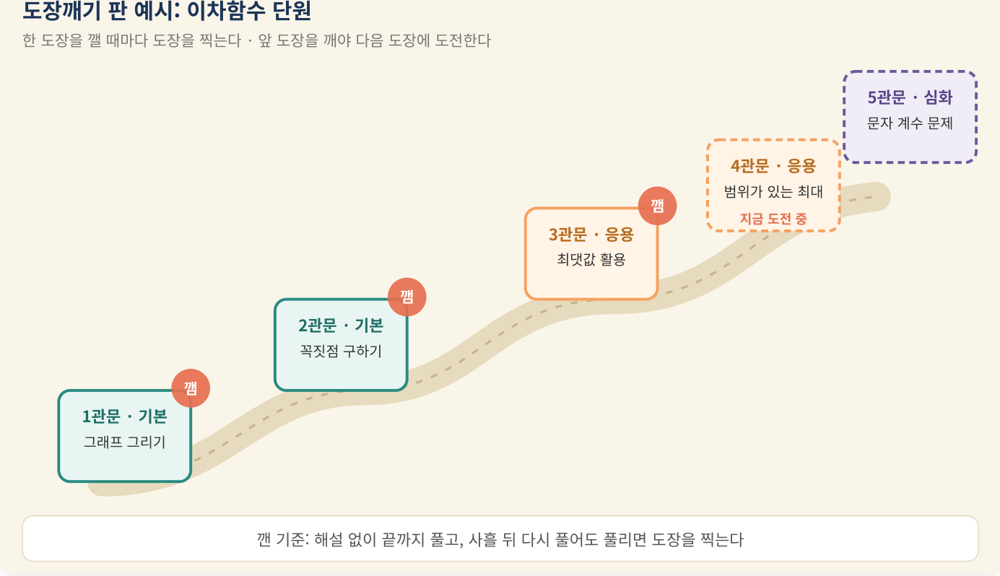 도장깨기 판 예시: 이차함수 단원
한 도장을 깰 때마다 도장을 찍는다 · 앞 도장을 깨야 다음 도장에 도전한다
5관문 · 심화
문자 계수 문제
4관문 · 응용
범위가 있는 최대
지금 도전 중
깸
3관문 · 응용
최댓값 활용
깸
2관문 · 기본
꼭짓점 구하기
깸
1관문 · 기본
그래프 그리기
깬 기준: 해설 없이 끝까지 풀고, 사흘 뒤 다시 풀어도 풀리면 도장을 찍는다